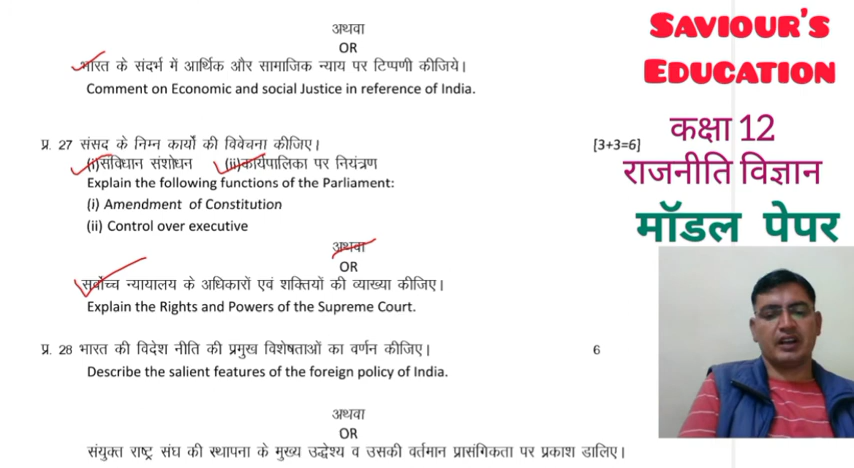 अथवा
OR
भारत के संदर्भ में आर्थिक और सामाजिक न्याय पर टिप्पणी कीजिये।
Comment on Economic and social Justice in reference of India.
प्र. 27 संसद के निम्न कार्यो की विवेचना कीजिए। [3+3=6]
(i)संविधान संशोधन (ii)कार्यपालिका पर नियंत्रण
Explain the following functions of the Parliament:
(i) Amendment of Constitution
(ii) Control over executive
अथवा
OR
सर्वोच्च न्यायालय के अधिकारों एवं शक्तियों की व्याख्या कीजिए।
Explain the Rights and Powers of the Supreme Court.
प्र. 28 भारत की विदेश नीति की प्रमुख विशेषताओं का वर्णन कीजिए। 6
Describe the salient features of the foreign policy of India.
अथवा
OR
संयुक्त राष्ट्र संघ की स्थापना के मुख्य उद्धेश्य व उसकी वर्तमान प्रासंगिकता पर प्रकाश डालिए।
SAVIOUR'S
EDUCATION
कक्षा 12
राजनीति विज्ञान
मॉडल पेपर